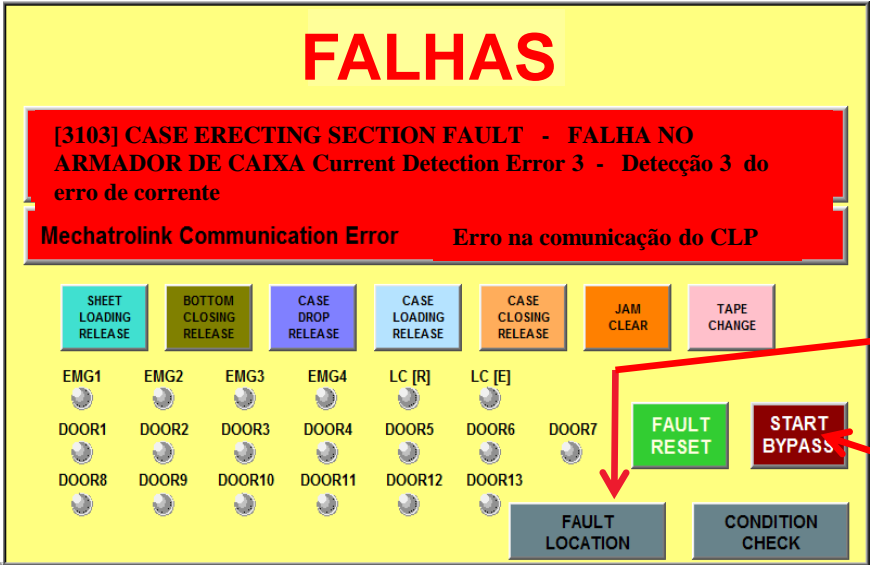 FALHAS
[3103] CASE ERECTING SECTION FAULT - FALHA NO
ARMADOR DE CAIXA Current Detection Error 3 - Detecção 3 do
erro de corrente
Mechatrolink Communication Error Erro na comunicação do CLP
SHEET
LOADING
RELEASE
BOTTOM
CLOSING
RELEASE
CASE
DROP
RELEASE
CASE
LOADING
RELEASE
CASE
CLOSING
RELEASE
JAM
CLEAR
TAPE
CHANGE
EMG1 EMG2 EMG3 EMG4 LC [R] LC [E]
DOOR1 DOOR2 DOOR3 DOOR4 DOOR5 DOOR6 DOOR7
DOOR8 DOOR9 DOOR10 DOOR11 DOOR12 DOOR13
FAULT
RESET
START
BYPASS
FAULT
LOCATION
CONDITION
CHECK